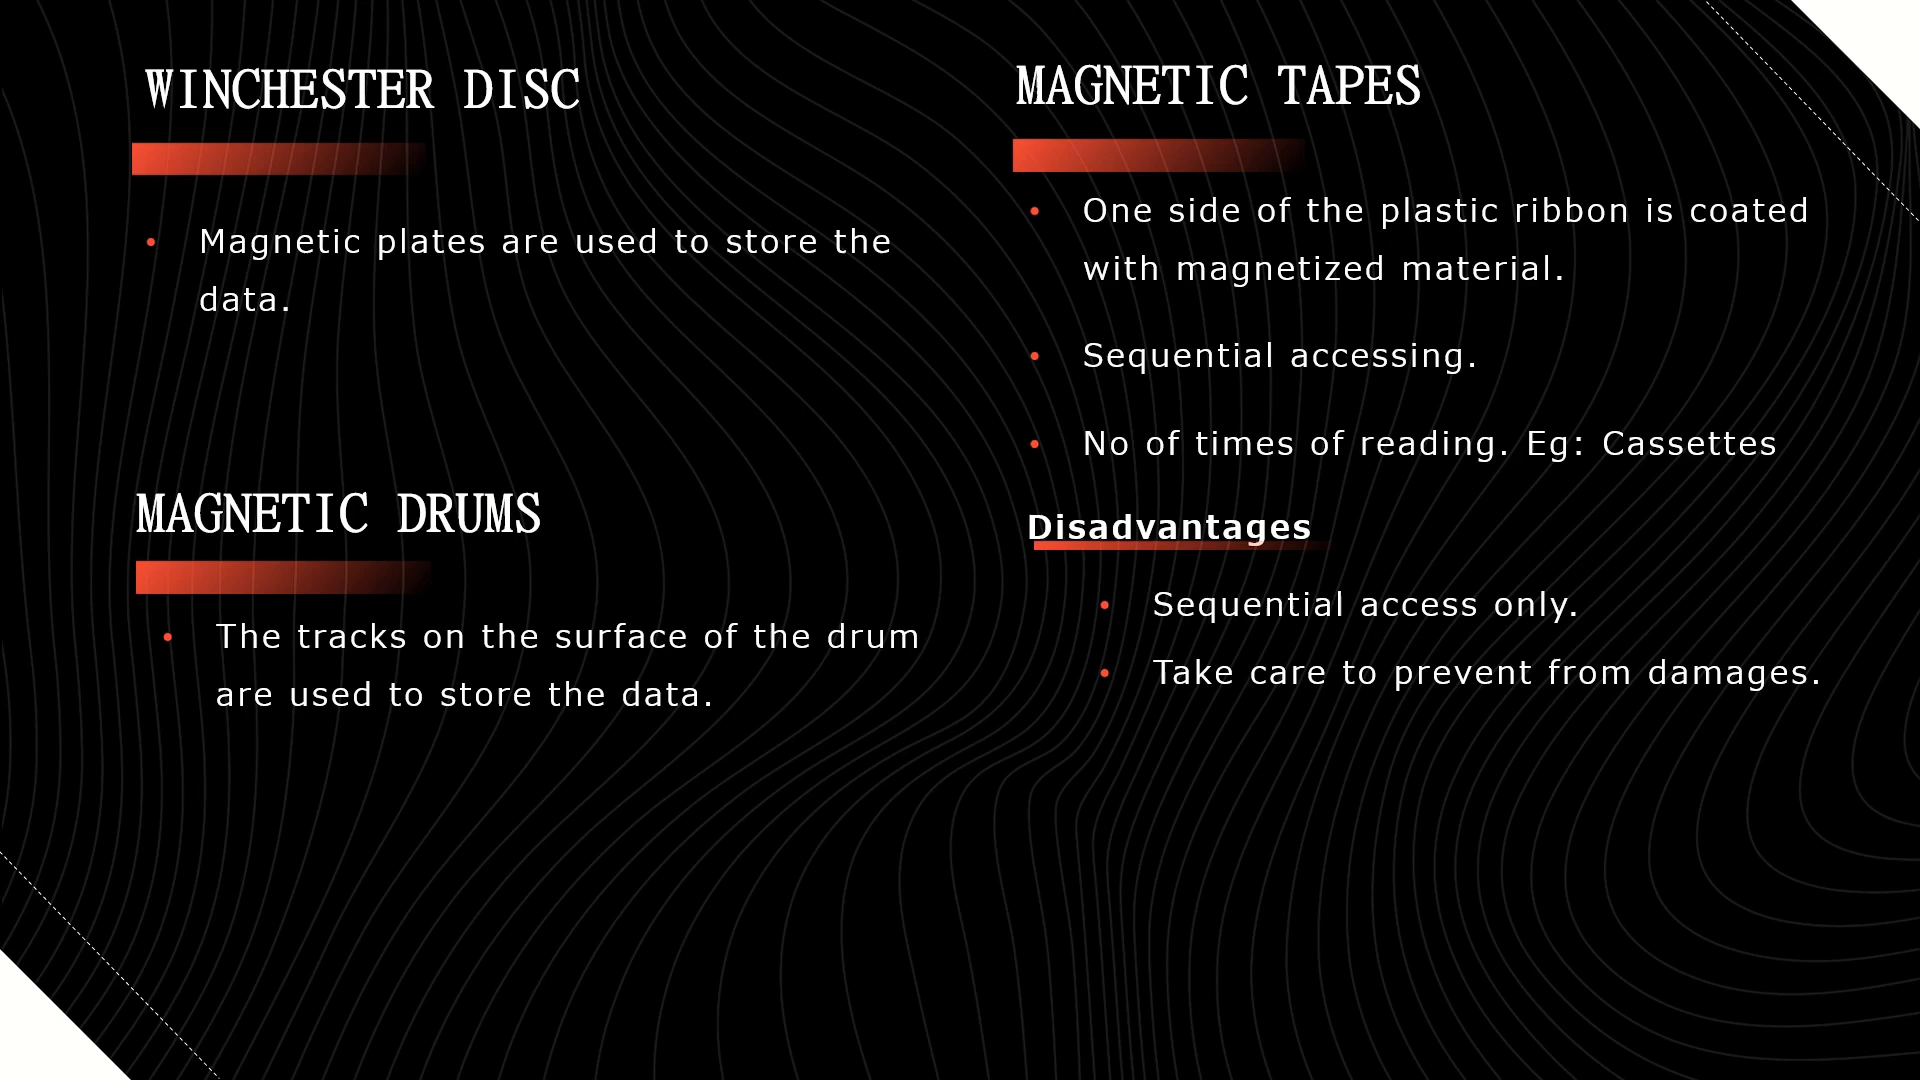 WINCHESTER DISC
Magnetic plates are used to store the
data.
MAGNETIC DRUMS
The tracks on the surface of the drum
are used to store the data.
MAGNETIC TAPES
One side of the plastic ribbon is coated
with magnetized material.
Sequential accessing.
No of times of reading. Eg: Cassettes
Disadvantages
Sequential access only.
Take care to prevent from damages.